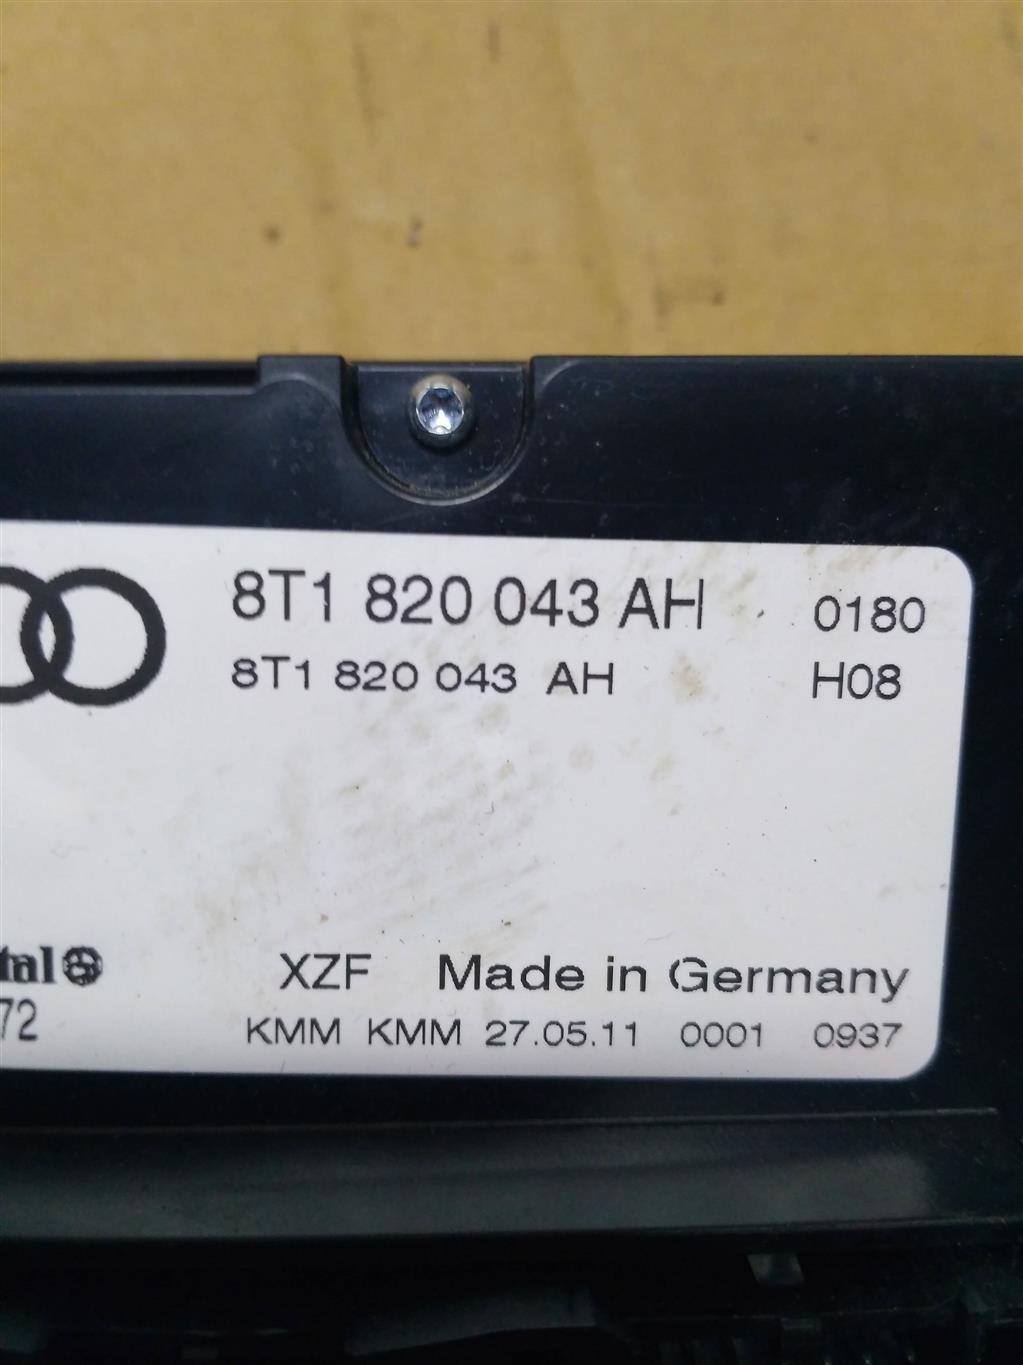 8T1 820 043 AH 0180
8T1 820 043 AH H08
XZF Made in Germany
72 KMM KMM 27.05.11 0001 0937